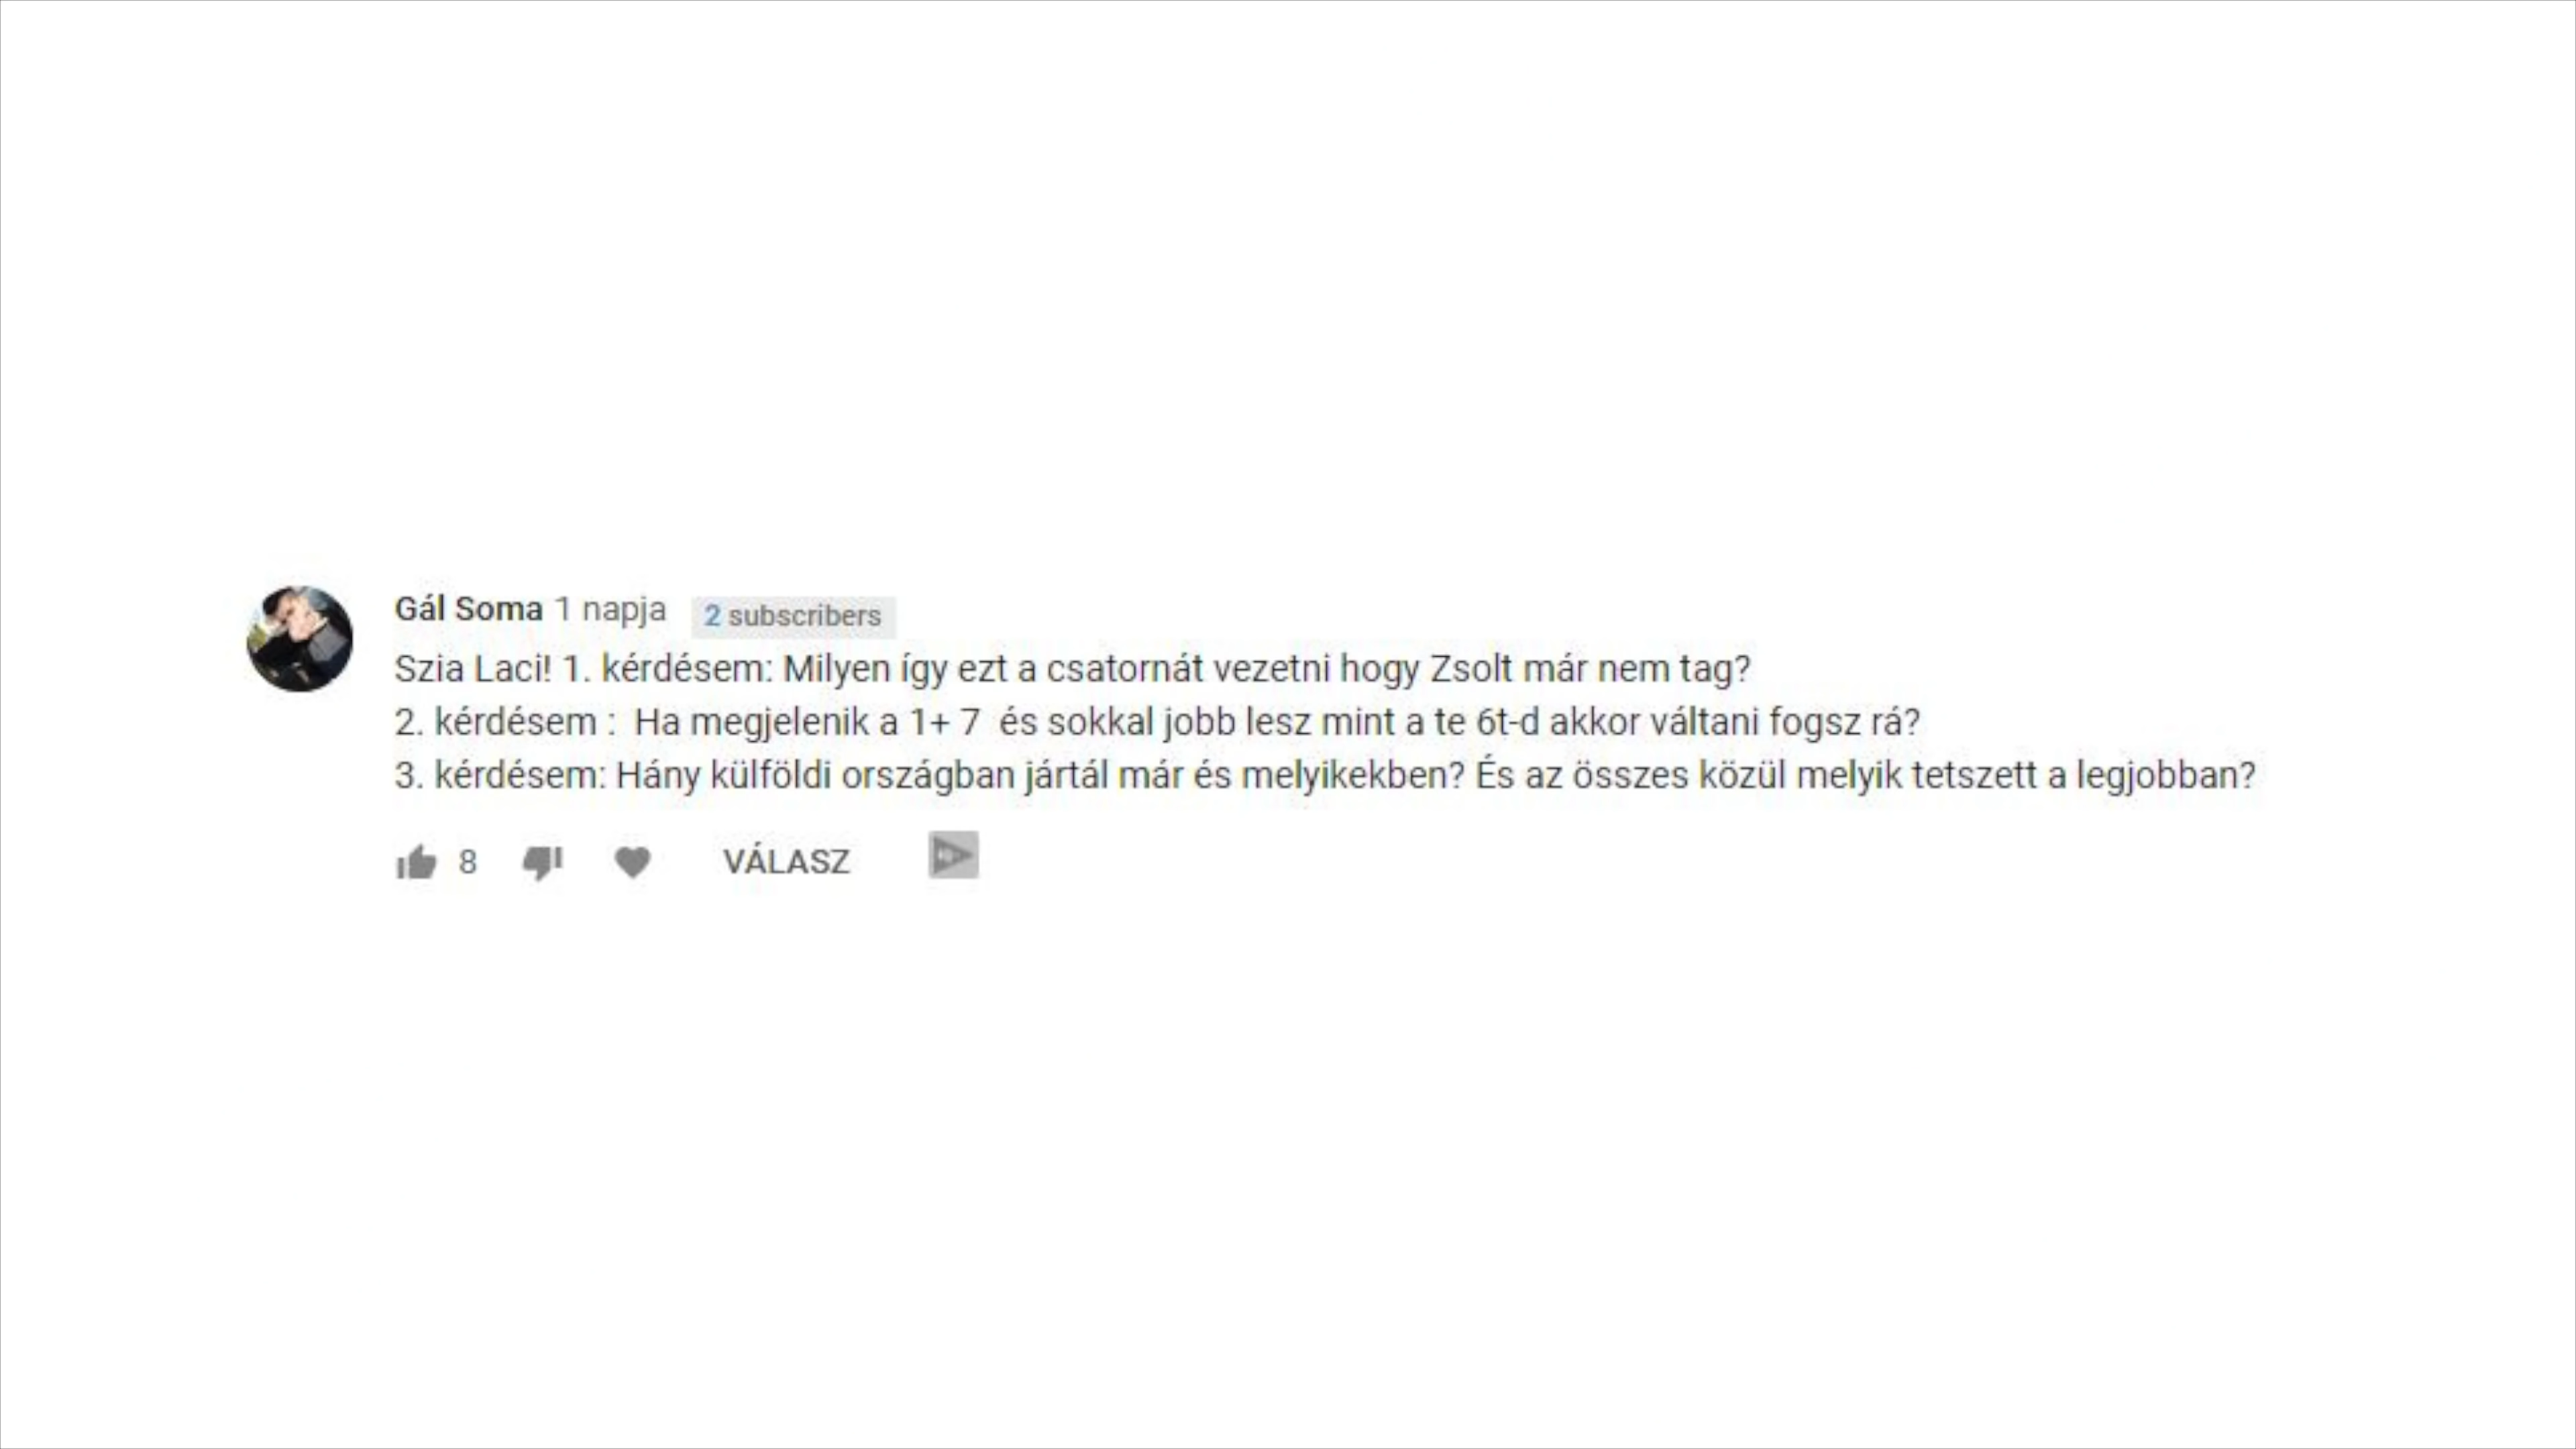 Gál Soma 1 napja 2 subscribers
Szia Laci! 1. kérdésem: Milyen így ezt a csatornát vezetni hogy Zsolt már nem tag?
2. kérdésem : Ha megjelenik a 1+ 7 és sokkal jobb lesz mint a te 6t-d akkor váltani fogsz rá?
3. kérdésem: Hány külföldi országban jártál már és melyikekben? És az összes közül melyik tetszett a legjobban?
8 VÁLASZ